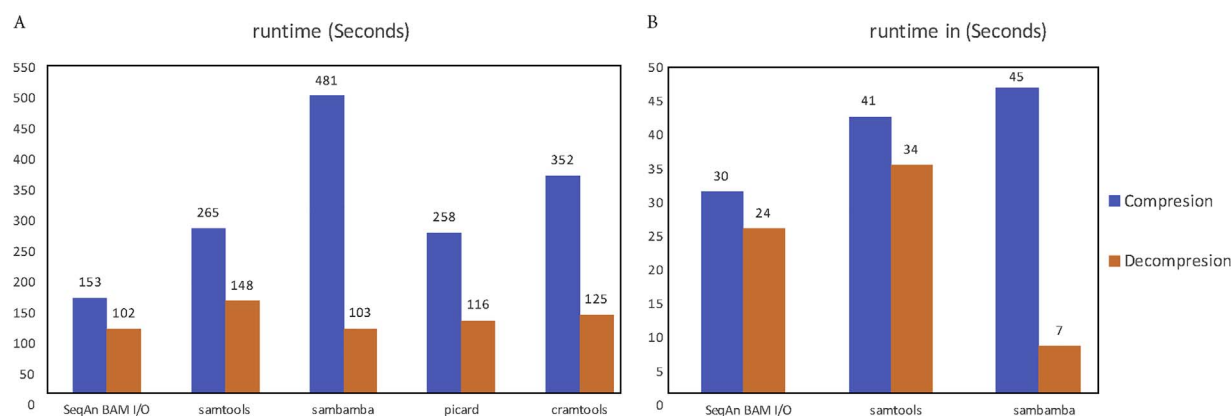 A
runtime (Seconds)
550
500
450
400
350
300
250
200
150
100
50
0
153
102
265
148
481
103
258
116
352
125
SeqAn BAM I/O
samtools
sambamba
picard
cramtools
B
runtime in (Seconds)
50
45
40
35
30
25
20
15
10
5
0
30
24
41
34
45
7
SeqAn BAM I/O
samtools
sambamba
Compresion
Decompresion